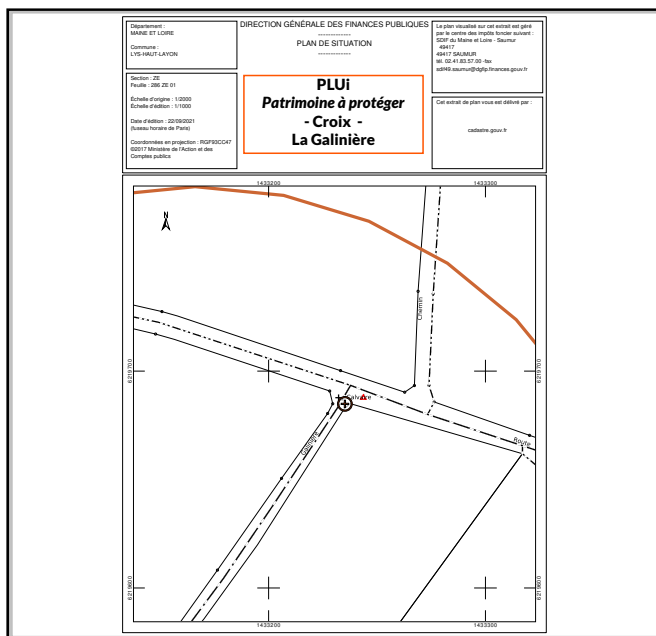 Département :
MAINE ET LOIRE
Commune :
LYS-HAUT-LAYON
Section : ZE
Feuille : 286 ZE 01
Échelle d'origine : 1/2000
Échelle d'édition : 1/1000
Date d'édition : 22/09/2021
(fuseau horaire de Paris)
Coordonnées en projection : RGF93CC47
©2017 Ministère de l'Action et des
Comptes publics
DIRECTION GÉNÉRALE DES FINANCES PUBLIQUES
-------------
PLAN DE SITUATION
-------------
PLUi
Patrimoine à protéger
- Croix -
La Galinière
Le plan visualisé sur cet extrait est géré
par le centre des impôts foncier suivant :
SDIF du Maine et Loire - Saumur
49417
49417 SAUMUR
tél. 02.41.83.57.00 -fax
sdif49.saumur@dgfip.finances.gouv.fr
Cet extrait de plan vous est délivré par :
cadastre.gouv.fr
1433200
1433300
N
Chemin
6219700
6219700
Calvaire
Galinière
Route
6219600
6219600
1433200
1433300